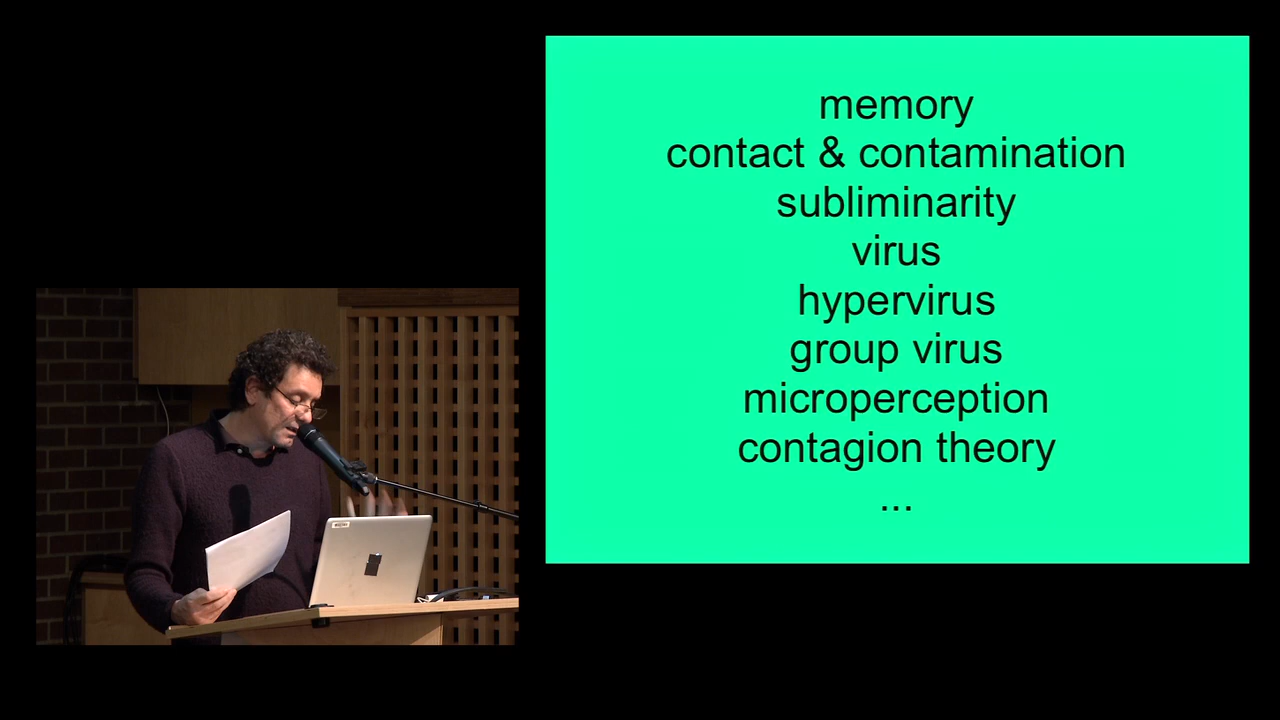 memory
contact & contamination
subliminarity
virus
hypervirus
group virus
microperception
contagion theory
...